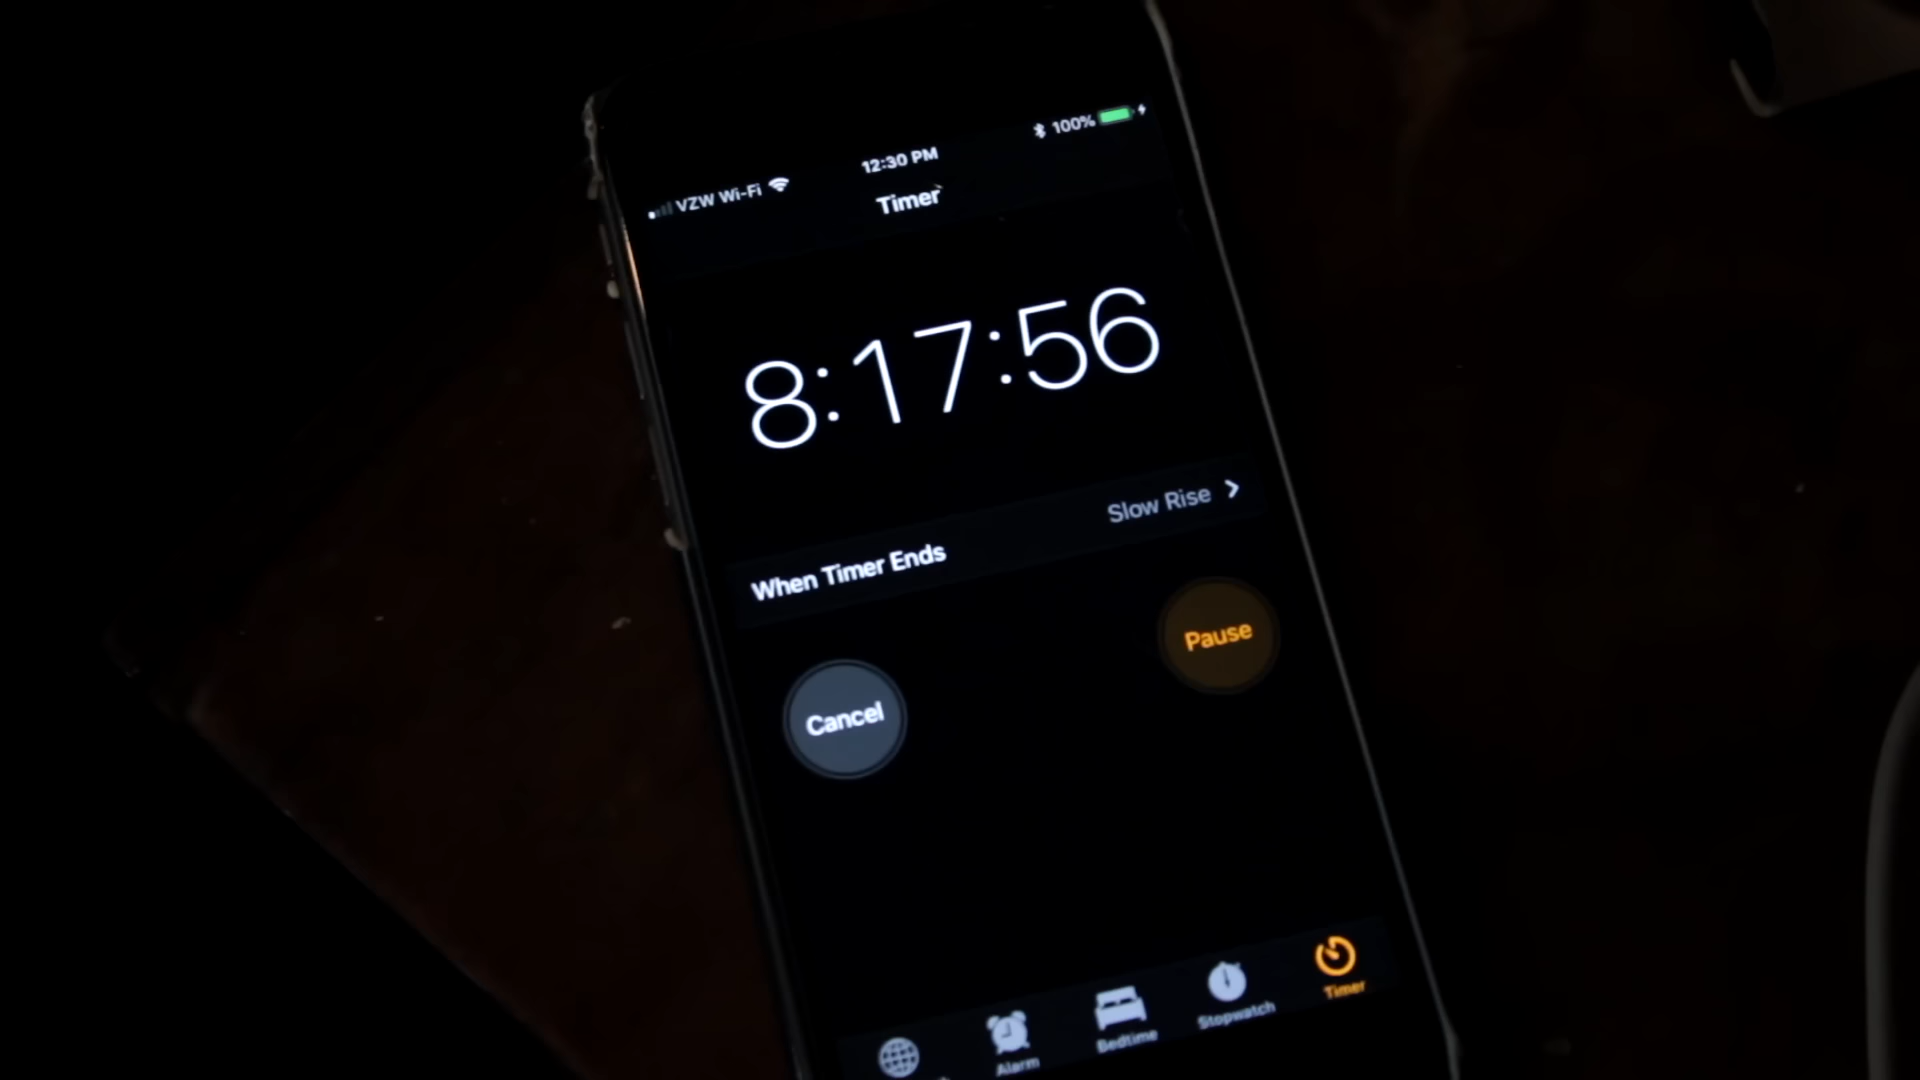 VZW Wi-Fi 12:30 PM 100%
Timer
8:17:56
When Timer Ends Slow Rise
Cancel Pause
Alarm Bedtime Stopwatch Timer